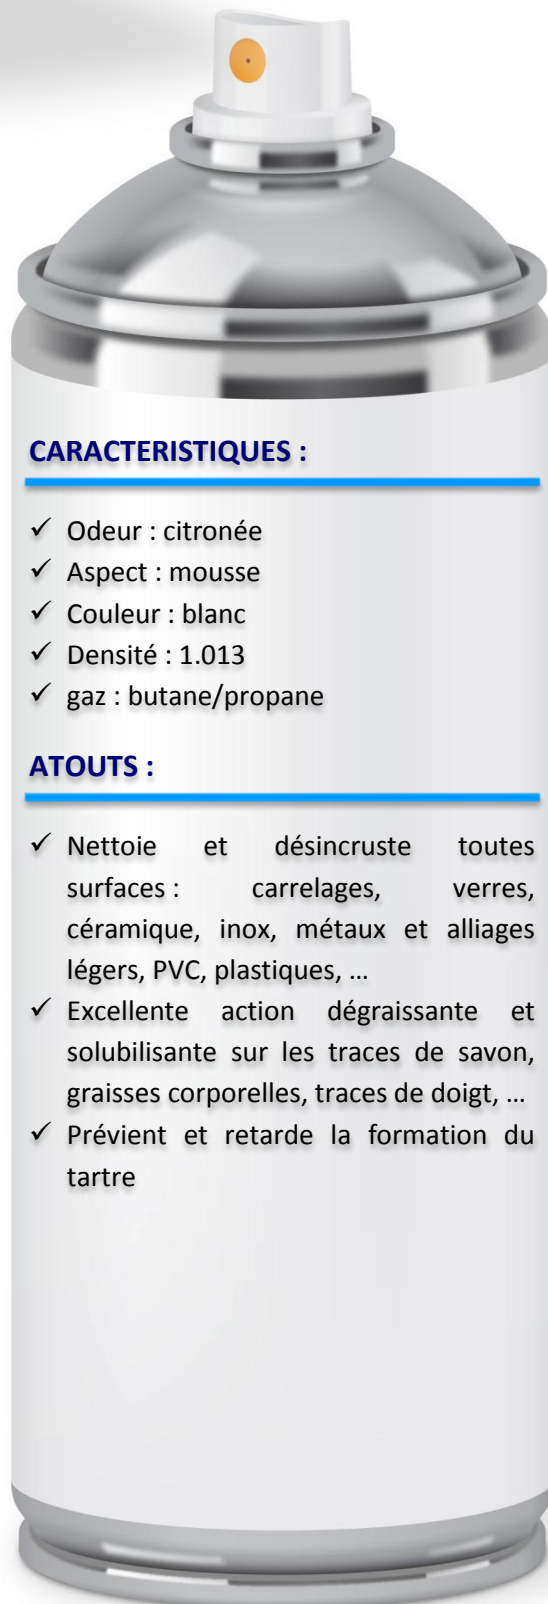 CARACTERISTIQUES :
✓ Odeur : citronée
✓ Aspect : mousse
✓ Couleur : blanc
✓ Densité : 1.013
✓ gaz : butane/propane
ATOUTS :
✓ Nettoie et désincruste toutes
surfaces : carrelages, verres,
céramique, inox, métaux et alliages
légers, PVC, plastiques, ...
✓ Excellente action dégraissante et
solubilisante sur les traces de savon,
graisses corporelles, traces de doigt, ...
✓ Prévient et retarde la formation du
tartre